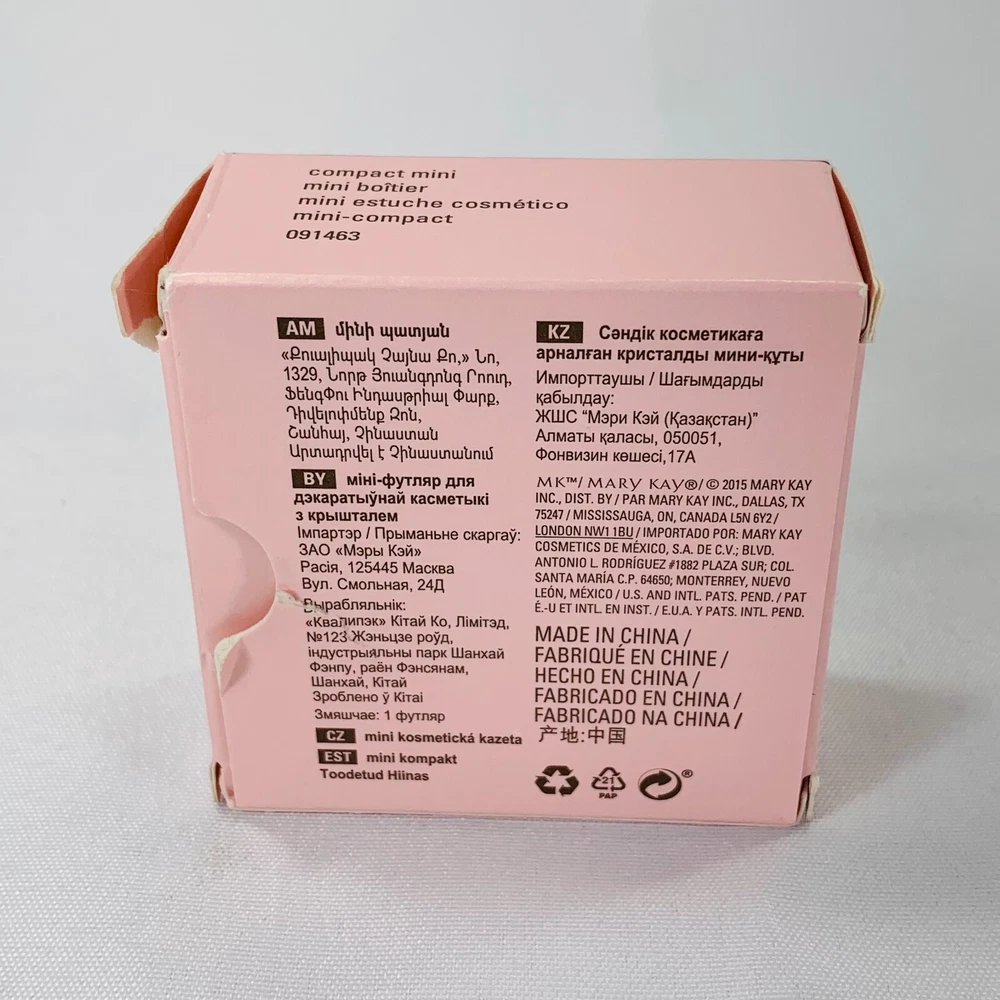 compact mini
mini boîtier
mini estuche cosmético
mini-compact
091463
AM մինի պատյան
«Քուալիպակ Չայնա Քո,» Նո,
1329, Նորթ Յուանգդոնգ Րոուդ,
ՖենգՓու Ինդասթրիալ Փարք,
Դիվելոփմենթ Զոն,
Շանհայ, Չինաստան
Արտադրվել է Չինաստանում
BY міні-футляр для
дэкаратыўнай касметыкі
з крышталем
Імпартэр / Прыманьне скаргаў:
ЗАО «Мэры Кэй»
Расія, 125445 Масква
Вул. Смольная, 24Д
Вырабляльнік:
«Квалипэк» Кітай Ко, Лімітэд,
№123 Жэньцзе роўд,
індустрыяльны парк Шанхай
Фэнпу, раён Фэнсянам,
Шанхай, Кітай
Зроблено ў Кітаі
Змяшчае: 1 футляр
CZ mini kosmetická kazeta
EST mini kompakt
Toodetud Hiinas
KZ Сәндік косметикаға
арналған кристалды мини-құты
Импорттаушы / Шағымдарды
қабылдау:
ЖШС "Мэри Кэй (Қазақстан)"
Алматы қаласы, 050051,
Фонвизин көшесі,17А
MK™/ MARY KAY®/ © 2015 MARY KAY
INC., DIST. BY / PAR MARY KAY INC., DALLAS, TX
75247 / MISSISSAUGA, ON, CANADA L5N 6Y2 /
LONDON NW1 1BU / IMPORTADO POR: MARY KAY
COSMETICS DE MÉXICO, S.A. DE C.V.; BLVD.
ANTONIO L. RODRÍGUEZ #1882 PLAZA SUR; COL.
SANTA MARÍA C.P. 64650; MONTERREY, NUEVO
LEÓN, MÉXICO / U.S. AND INTL. PATS. PEND. / PAT
É.-U ET INTL. EN INST. / E.U.A. Y PATS. INTL. PEND.
MADE IN CHINA /
FABRIQUÉ EN CHINE /
HECHO EN CHINA /
FABRICADO EN CHINA /
FABRICADO NA CHINA /
产地:中国
21
PAP
®